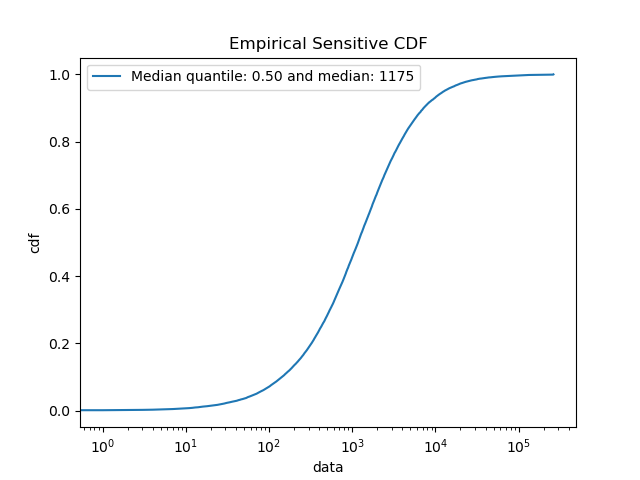 Empirical Sensitive CDF
Median quantile: 0.50 and median: 1175
1.0
0.8
0.6
0.4
0.2
0.0
cdf
10⁰ 10¹ 10² 10³ 10⁴ 10⁵
data